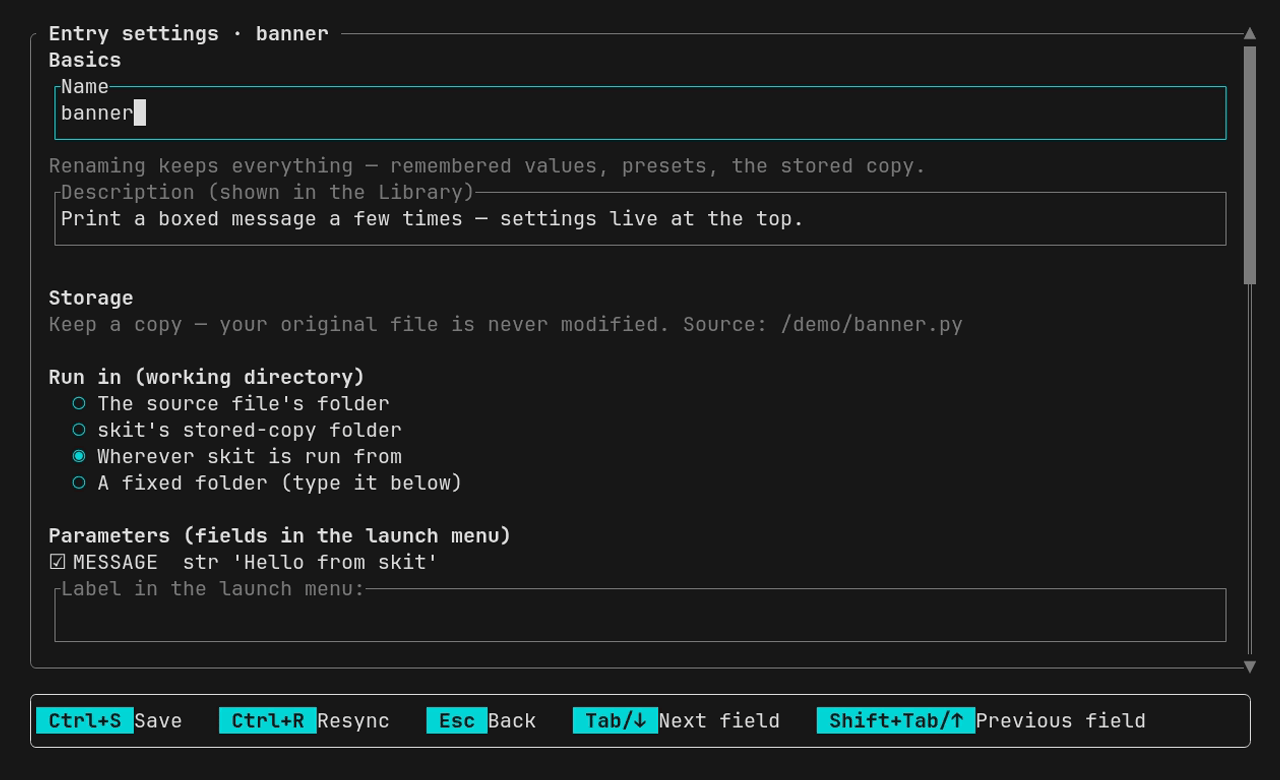 Entry settings · banner
Basics
Name
banner
Renaming keeps everything — remembered values, presets, the stored copy.
Description (shown in the Library)
Print a boxed message a few times — settings live at the top.
Storage
Keep a copy — your original file is never modified. Source: /demo/banner.py
Run in (working directory)
○ The source file's folder
○ skit's stored-copy folder
◉ Wherever skit is run from
○ A fixed folder (type it below)
Parameters (fields in the launch menu)
☑ MESSAGE  str 'Hello from skit'
Label in the launch menu:
Ctrl+S Save   Ctrl+R Resync   Esc Back   Tab/↓ Next field   Shift+Tab/↑ Previous field